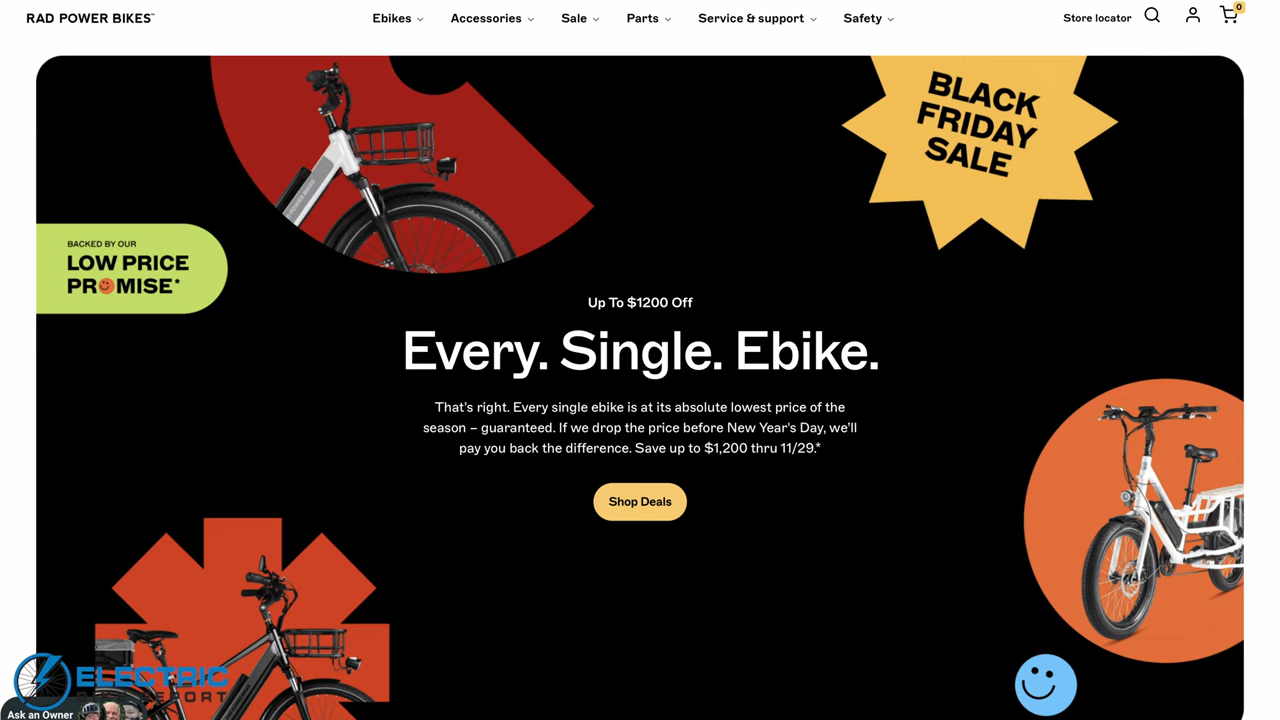 RAD POWER BIKES™
Ebikes
Accessories
Sale
Parts
Service & support
Safety
Store locator
0
BLACK
FRIDAY
SALE
BACKED BY OUR
LOW PRICE
PROMISE*
Up To $1200 Off
Every. Single. Ebike.
That's right. Every single ebike is at its absolute lowest price of the
season – guaranteed. If we drop the price before New Year's Day, we'll
pay you back the difference. Save up to $1,200 thru 11/29.*
Shop Deals
ELECTRIC
Ask an Owner